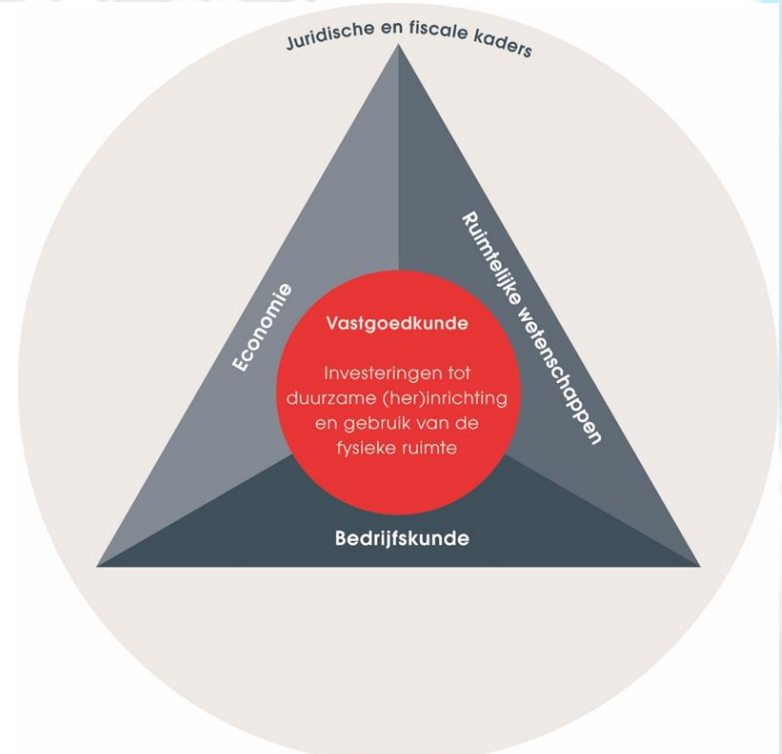 Juridische en fiscale kaders
Economie
Ruimtelijke wetenschappen
Vastgoedkunde
Investeringen tot
duurzame (her)inrichting
en gebruik van de
fysieke ruimte
Bedrijfskunde